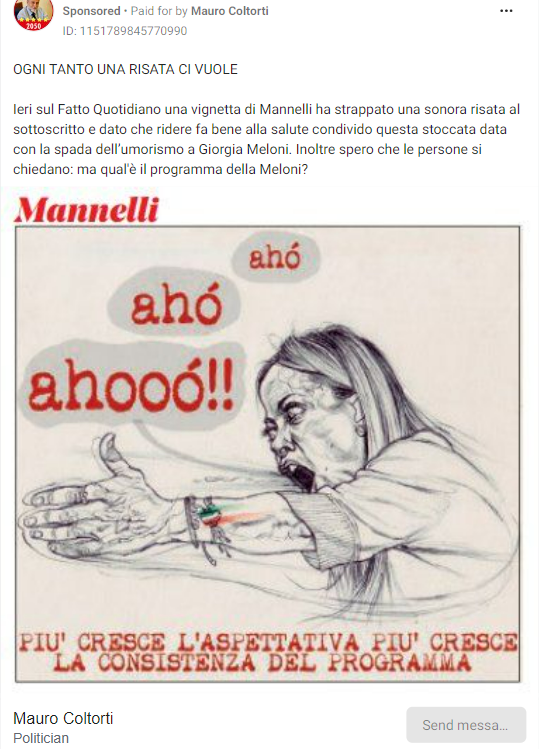 Sponsored • Paid for by Mauro Coltorti
ID: 1151789845770990
2050
OGNI TANTO UNA RISATA CI VUOLE
Ieri sul Fatto Quotidiano una vignetta di Mannelli ha strappato una sonora risata al
sottoscritto e dato che ridere fa bene alla salute condivido questa stoccata data
con la spada dell’umorismo a Giorgia Meloni. Inoltre spero che le persone si
chiedano: ma qual'è il programma della Meloni?
Mannelli
ahó
ahó
ahooó!!
PIU' CRESCE L'ASPETTATIVA PIU' CRESCE
LA CONSISTENZA DEL PROGRAMMA
Mauro Coltorti
Politician
Send messa...